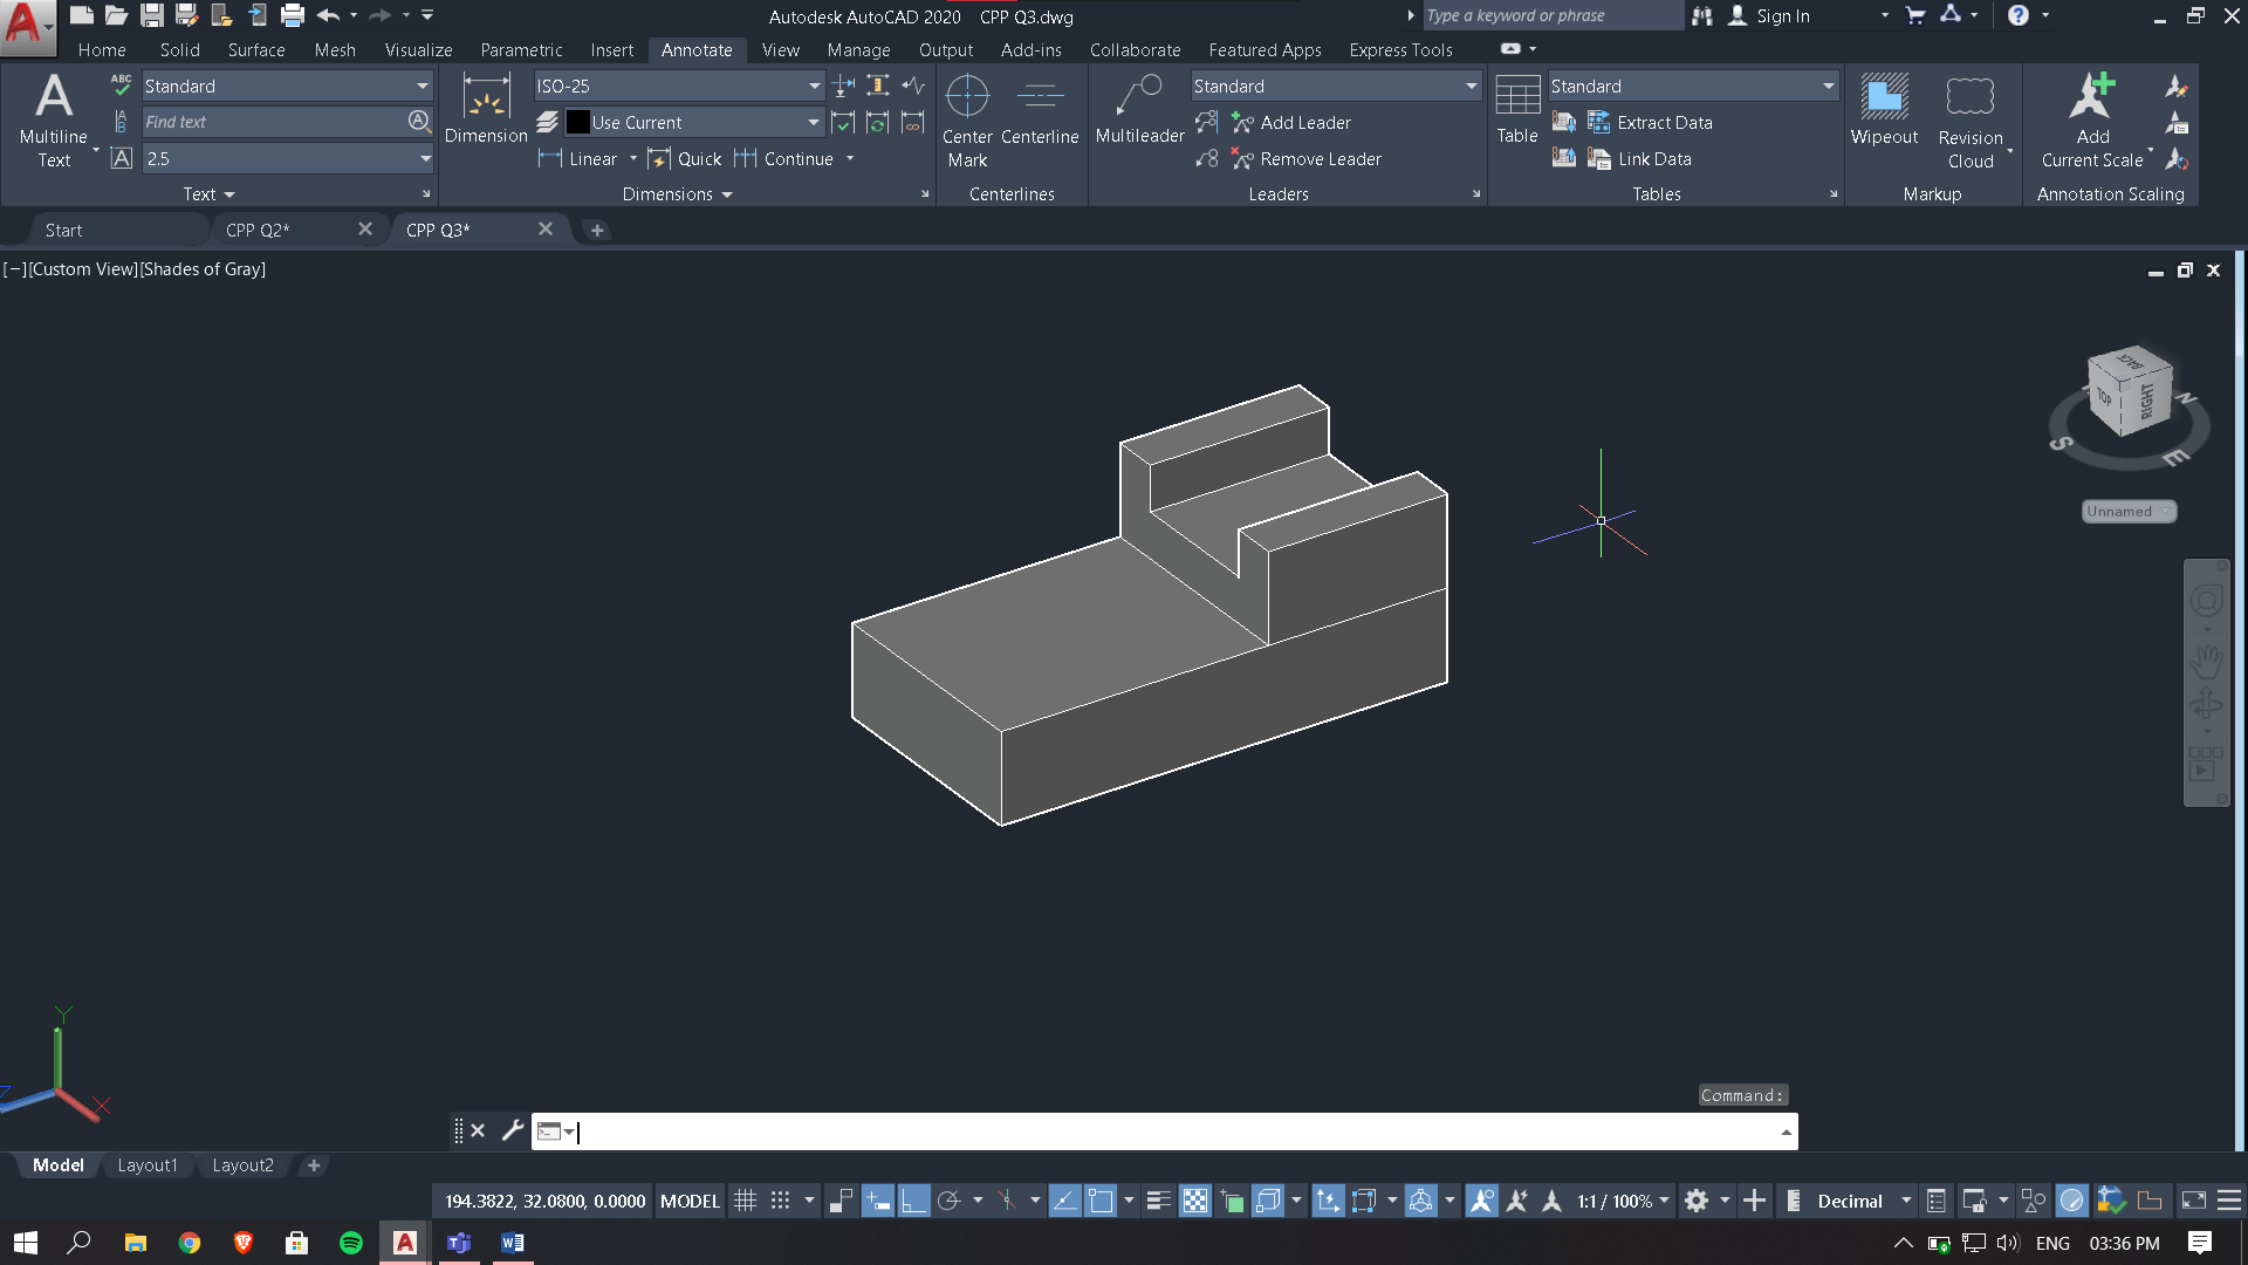 Autodesk AutoCAD 2020 CPP Q3.dwg
Type a keyword or phrase
Sign In
Home Solid Surface Mesh Visualize Parametric Insert Annotate View Manage Output Add-ins Collaborate Featured Apps Express Tools
Multiline
Text
ABC
Standard
Find text
2.5
Text
Dimension
ISO-25
Use Current
Linear Quick Continue
Dimensions
Center
Mark
Centerline
Centerlines
Multileader
Standard
Add Leader
Remove Leader
Leaders
Table
Standard
Extract Data
Link Data
Tables
Wipeout
Revision
Cloud
Markup
Add
Current Scale
Annotation Scaling
Start CPP Q2* CPP Q3*
[−][Custom View][Shades of Gray]
BACK
TOP
RIGHT
N
S
E
Unnamed
Y
X
Z
Command:
Model Layout1 Layout2
194.3822, 32.0800, 0.0000 MODEL 1:1 / 100% Decimal
ENG 03:36 PM